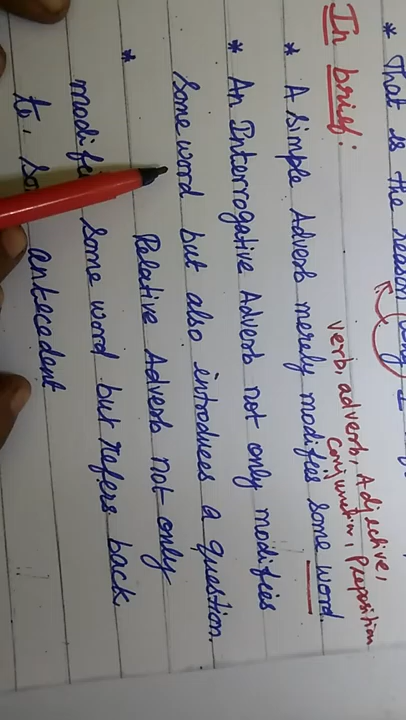 * That is the reason why I
In brief:
verb, adverb, Adjective,
Conjunction, Preposition
* A Simple Adverb merely modifies some word.
* An Interrogative Adverb not only modifies
some word but also introduces a question.
* Relative Adverb not only
modifi some word but refers back
to, so antecedent